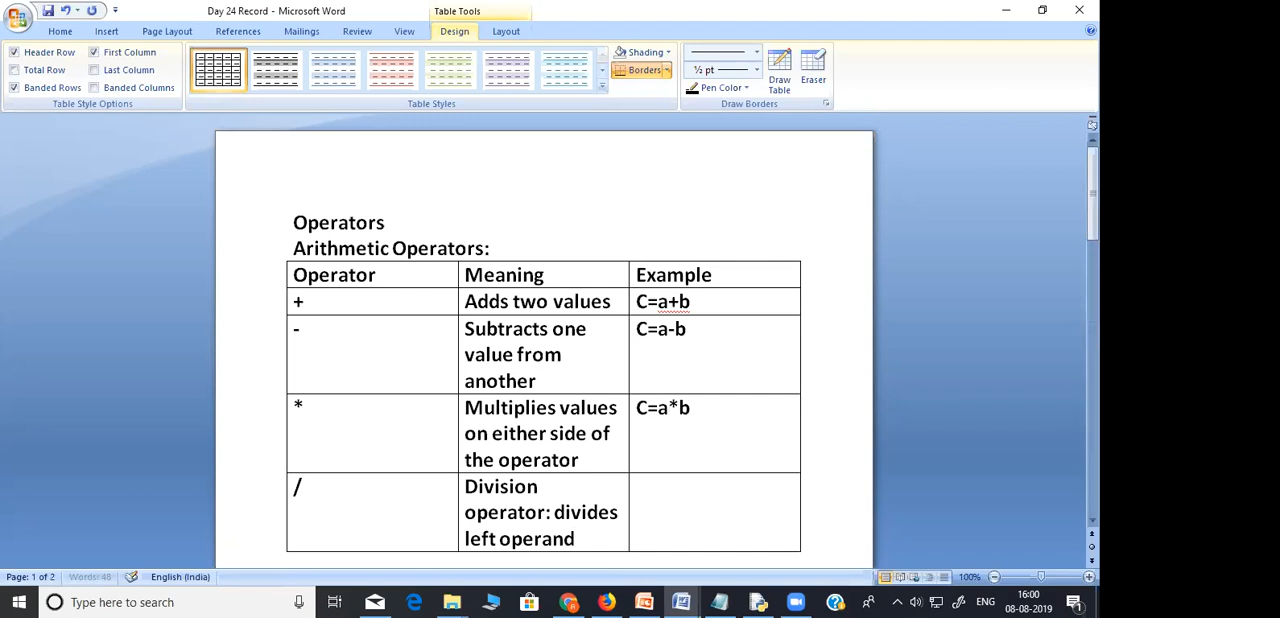 Day 24 Record - Microsoft Word
Table Tools
Home Insert Page Layout References Mailings Review View Design Layout
Header Row First Column
Total Row Last Column
Banded Rows Banded Columns
Table Style Options
Table Styles
Shading
Borders
½ pt
Pen Color
Draw Table
Eraser
Draw Borders
Operators
Arithmetic Operators:
Operator Meaning Example
+ Adds two values C=a+b
- Subtracts one C=a-b
value from
another
* Multiplies values C=a*b
on either side of
the operator
/ Division
operator: divides
left operand
Page: 1 of 2 Words: 48 English (India) 100%
Type here to search
ENG
16:00
08-08-2019